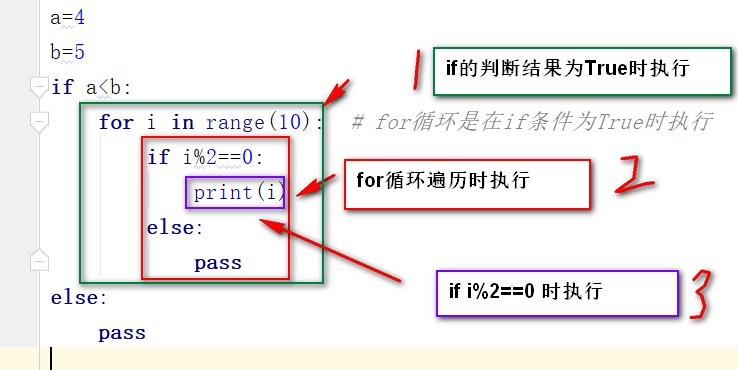 a=4
b=5
if a<b:
for i in range(10): # for循环是在if条件为True时执行
if i%2==0:
print(i)
else:
pass
else:
pass
1 if的判断结果为True时执行
for循环遍历时执行 2
if i%2==0 时执行 3